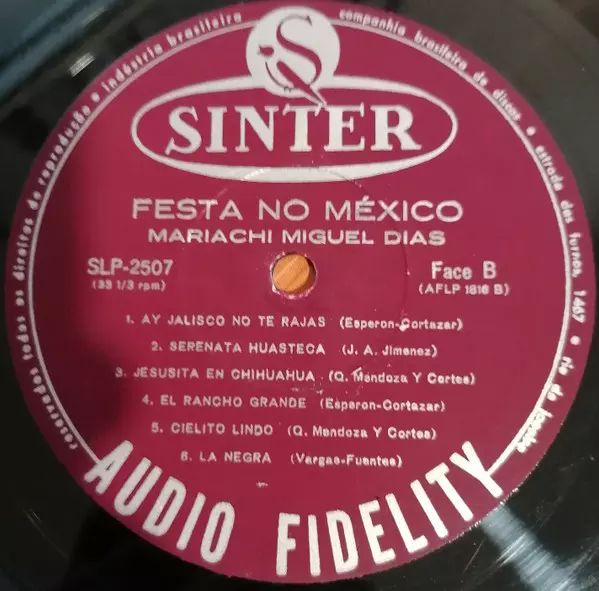 reservados todos os direitos de reprodução • indústria brasileira
companhia brasileira de discos • estrada das furnas, 1467 • rio de janeiro
S
SINTER
FESTA NO MÉXICO
MARIACHI MIGUEL DIAS
SLP-2507
(33 1/3 rpm)
Face B
(AFLP 1816 B)
1. AY JALISCO NO TE RAJAS (Esperon-Cortazar)
2. SERENATA HUASTECA (J. A. Jimenez)
3. JESUSITA EN CHIHUAHUA (Q. Mendoza Y Cortes)
4. EL RANCHO GRANDE (Esperon-Cortazar)
5. CIELITO LINDO (Q. Mendoza Y Cortes)
6. LA NEGRA (Vargas-Fuentes)
AUDIO FIDELITY